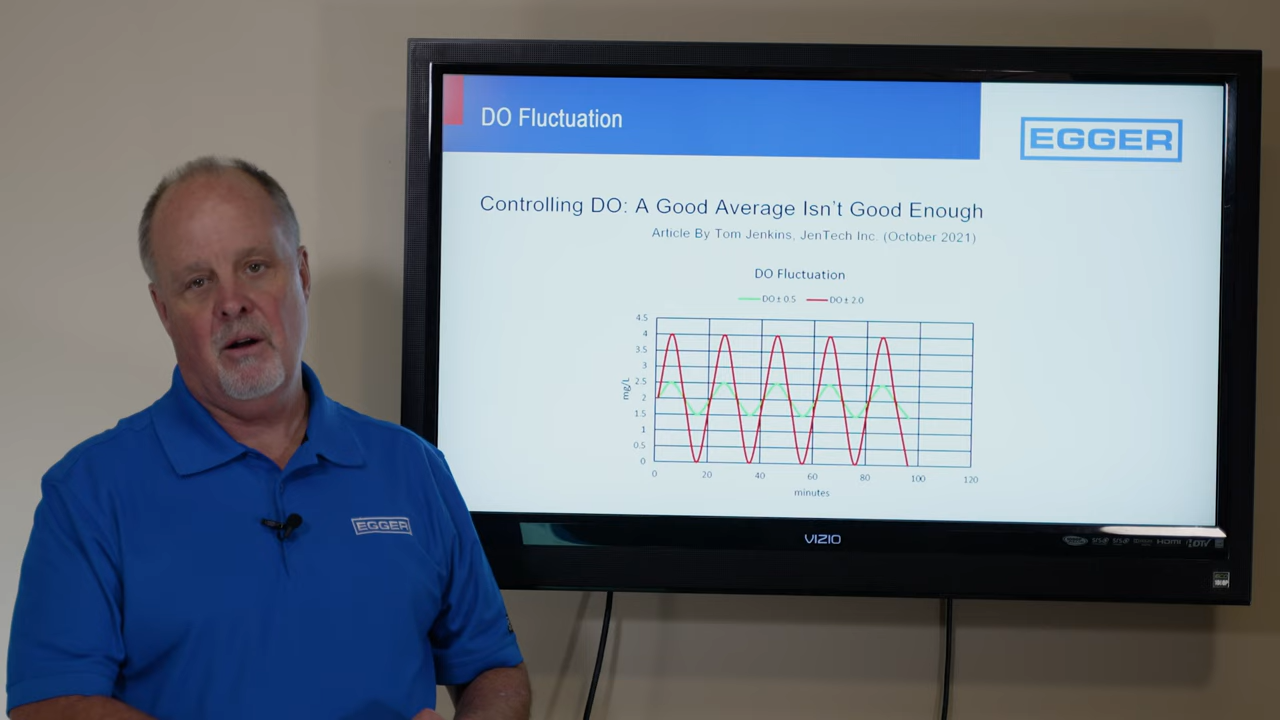 DO Fluctuation
EGGER
Controlling DO: A Good Average Isn't Good Enough
Article By Tom Jenkins, JenTech Inc. (October 2021)
DO Fluctuation
DO ± 0.5 DO ± 2.0
4.5
4
3.5
3
2.5
2
1.5
1
0.5
0
mg/L
0 20 40 60 80 100 120
minutes
EGGER
VIZIO
HDMI